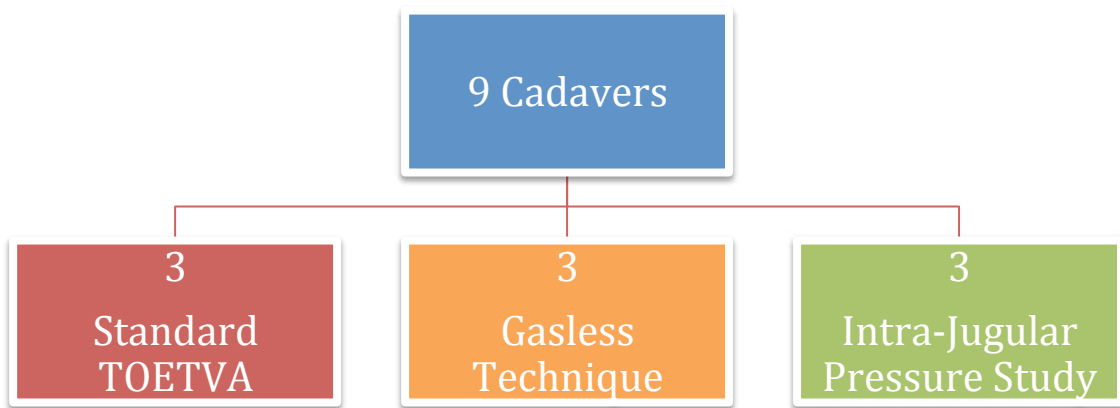 9 Cadavers
3
Standard
TOETVA
3
Gasless
Technique
3
Intra-Jugular
Pressure Study